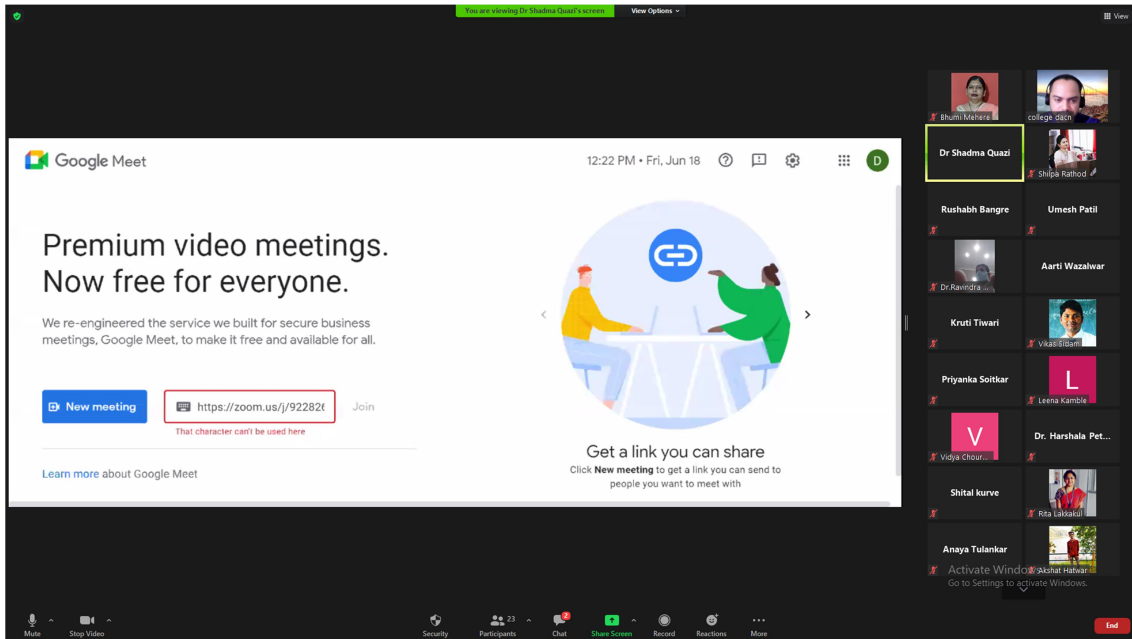 You are viewing Dr Shadma Quazi's screen
View Options
View
Google Meet
12:22 PM • Fri, Jun 18
D
Premium video meetings.
Now free for everyone.
We re-engineered the service we built for secure business
meetings, Google Meet, to make it free and available for all.
New meeting
https://zoom.us/j/922826
Join
That character can't be used here
Learn more about Google Meet
Get a link you can share
Click New meeting to get a link you can send to
people you want to meet with
Bhumi Mehere
college dacn
Dr Shadma Quazi
Shilpa Rathod
Rushabh Bangre
Umesh Patil
Dr.Ravindra ...
Aarti Wazalwar
Kruti Tiwari
Vikas Sidam
Priyanka Soitkar
L
Leena Kamble
V
Vidya Chour...
Dr. Harshala Pet...
Shital kurve
Rita Lakkakul
Anaya Tulankar
Akshat Hatwar
Activate Windows
Go to Settings to activate Windows.
Mute
Stop Video
Security
23
Participants
2
Chat
Share Screen
Record
Reactions
More
End